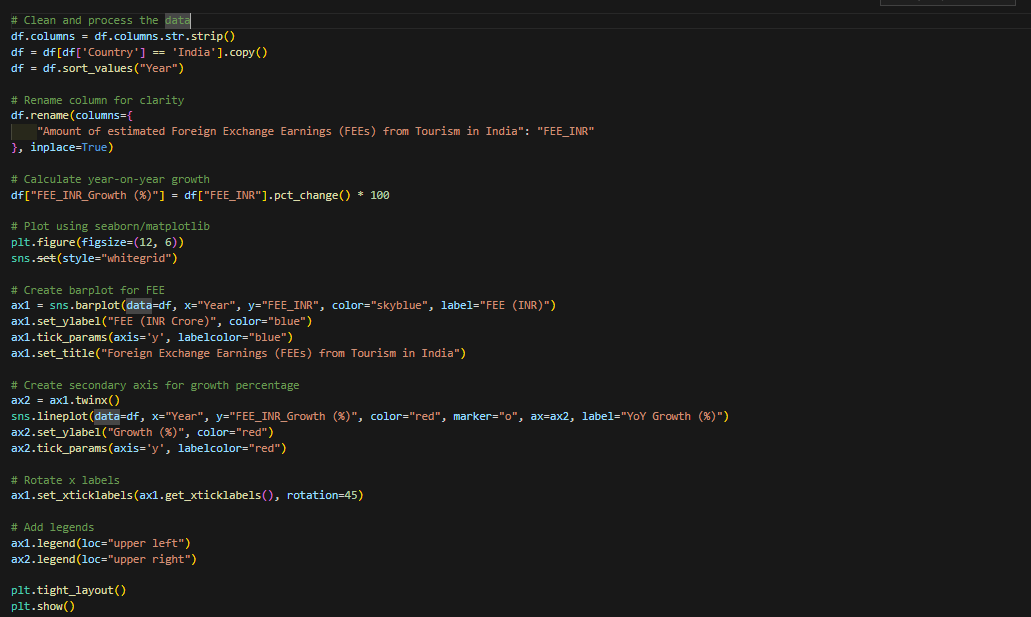 # Clean and process the data
df.columns = df.columns.str.strip()
df = df[df['Country'] == 'India'].copy()
df = df.sort_values("Year")
# Rename column for clarity
df.rename(columns={
    "Amount of estimated Foreign Exchange Earnings (FEEs) from Tourism in India": "FEE_INR"
}, inplace=True)
# Calculate year-on-year growth
df["FEE_INR_Growth (%)"] = df["FEE_INR"].pct_change() * 100
# Plot using seaborn/matplotlib
plt.figure(figsize=(12, 6))
sns.set(style="whitegrid")
# Create barplot for FEE
ax1 = sns.barplot(data=df, x="Year", y="FEE_INR", color="skyblue", label="FEE (INR)")
ax1.set_ylabel("FEE (INR Crore)", color="blue")
ax1.tick_params(axis='y', labelcolor="blue")
ax1.set_title("Foreign Exchange Earnings (FEEs) from Tourism in India")
# Create secondary axis for growth percentage
ax2 = ax1.twinx()
sns.lineplot(data=df, x="Year", y="FEE_INR_Growth (%)", color="red", marker="o", ax=ax2, label="YoY Growth (%)")
ax2.set_ylabel("Growth (%)", color="red")
ax2.tick_params(axis='y', labelcolor="red")
# Rotate x labels
ax1.set_xticklabels(ax1.get_xticklabels(), rotation=45)
# Add legends
ax1.legend(loc="upper left")
ax2.legend(loc="upper right")
plt.tight_layout()
plt.show()